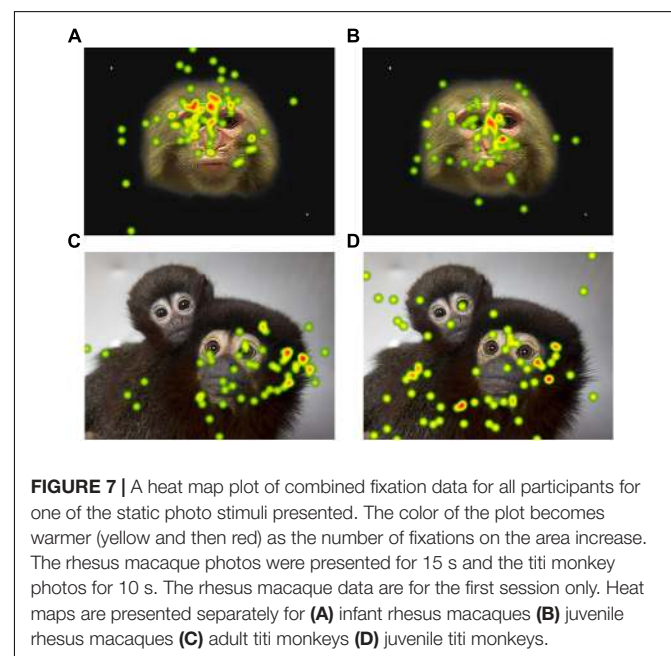 A
B
C
D
FIGURE 7 | A heat map plot of combined fixation data for all participants for
one of the static photo stimuli presented. The color of the plot becomes
warmer (yellow and then red) as the number of fixations on the area increase.
The rhesus macaque photos were presented for 15 s and the titi monkey
photos for 10 s. The rhesus macaque data are for the first session only. Heat
maps are presented separately for (A) infant rhesus macaques (B) juvenile
rhesus macaques (C) adult titi monkeys (D) juvenile titi monkeys.